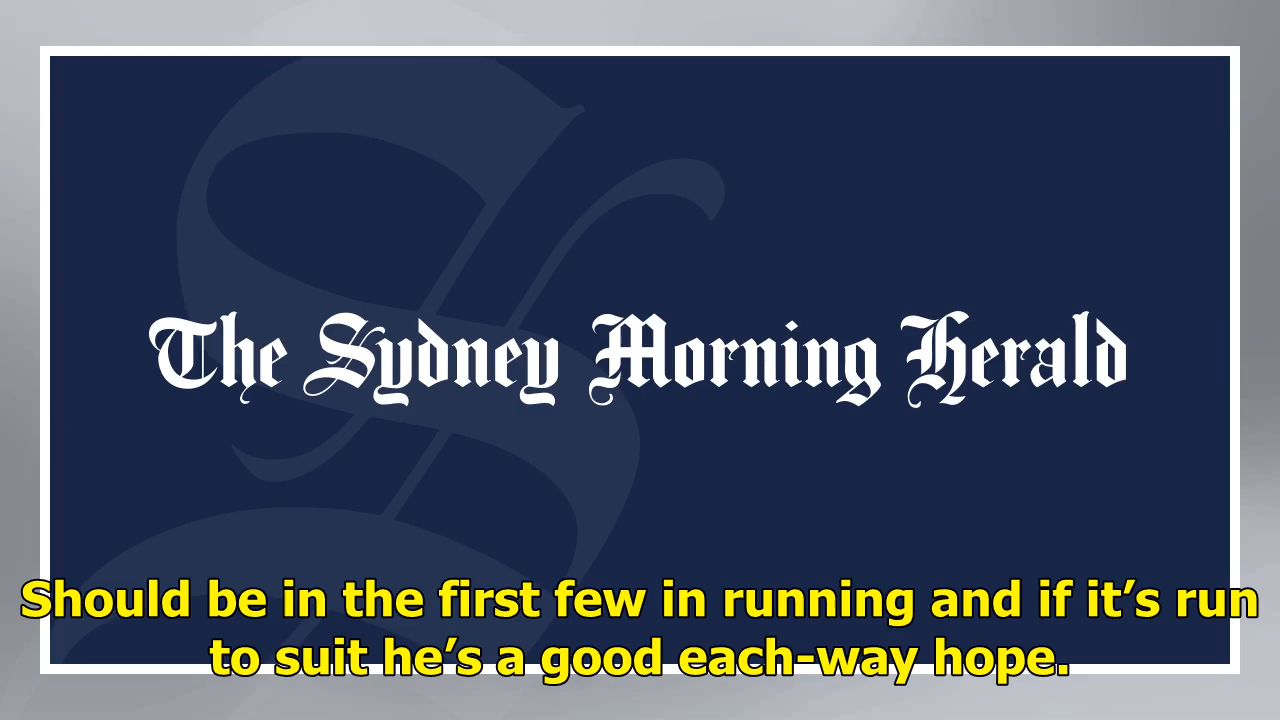 The Sydney Morning Herald
Should be in the first few in running and if it’s run
to suit he’s a good each-way hope.